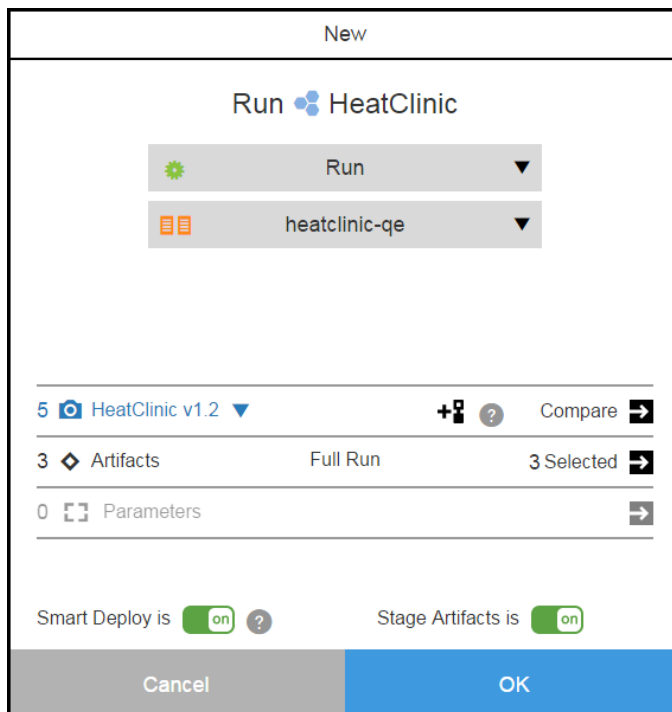 New
Run HeatClinic
Run
heatclinic-qe
5 HeatClinic v1.2 ? Compare
3 Artifacts Full Run 3 Selected
0 Parameters
Smart Deploy is on ? Stage Artifacts is on
Cancel OK